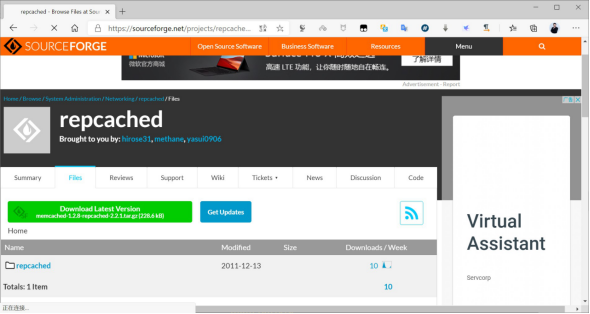 repcached - Browse Files at Sour
https://sourceforge.net/projects/repcache...
SOURCEFORGE
Open Source Software Business Software Resources Menu
Microsoft
微软官方商城
高速 LTE 功能, 让你随时随地自在畅连。
了解详情
Advertisement - Report
Home / Browse / System Administration / Networking / repcached / Files
repcached
Brought to you by: hirose31, methane, yasui0906
Summary Files Reviews Support Wiki Tickets News Discussion Code
Download Latest Version
memcached-1.2.8-repcached-2.2.1.tar.gz (228.6 kB)
Get Updates
Home
Name Modified Size Downloads / Week
repcached 2011-12-13 10
Totals: 1 Item 10
Virtual
Assistant
Servcorp
正在连接...